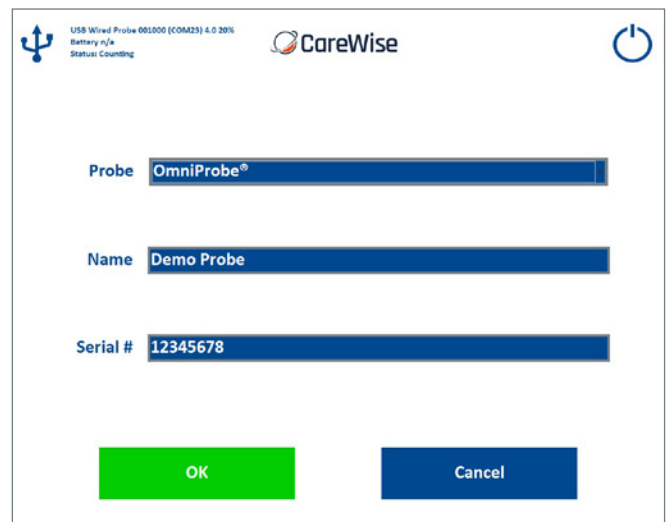 USB Wired Probe 001000 (COM23) 4.0 20%
Battery n/a
Status: Counting
CareWise
Probe
OmniProbe®
Name
Demo Probe
Serial #
12345678
OK
Cancel